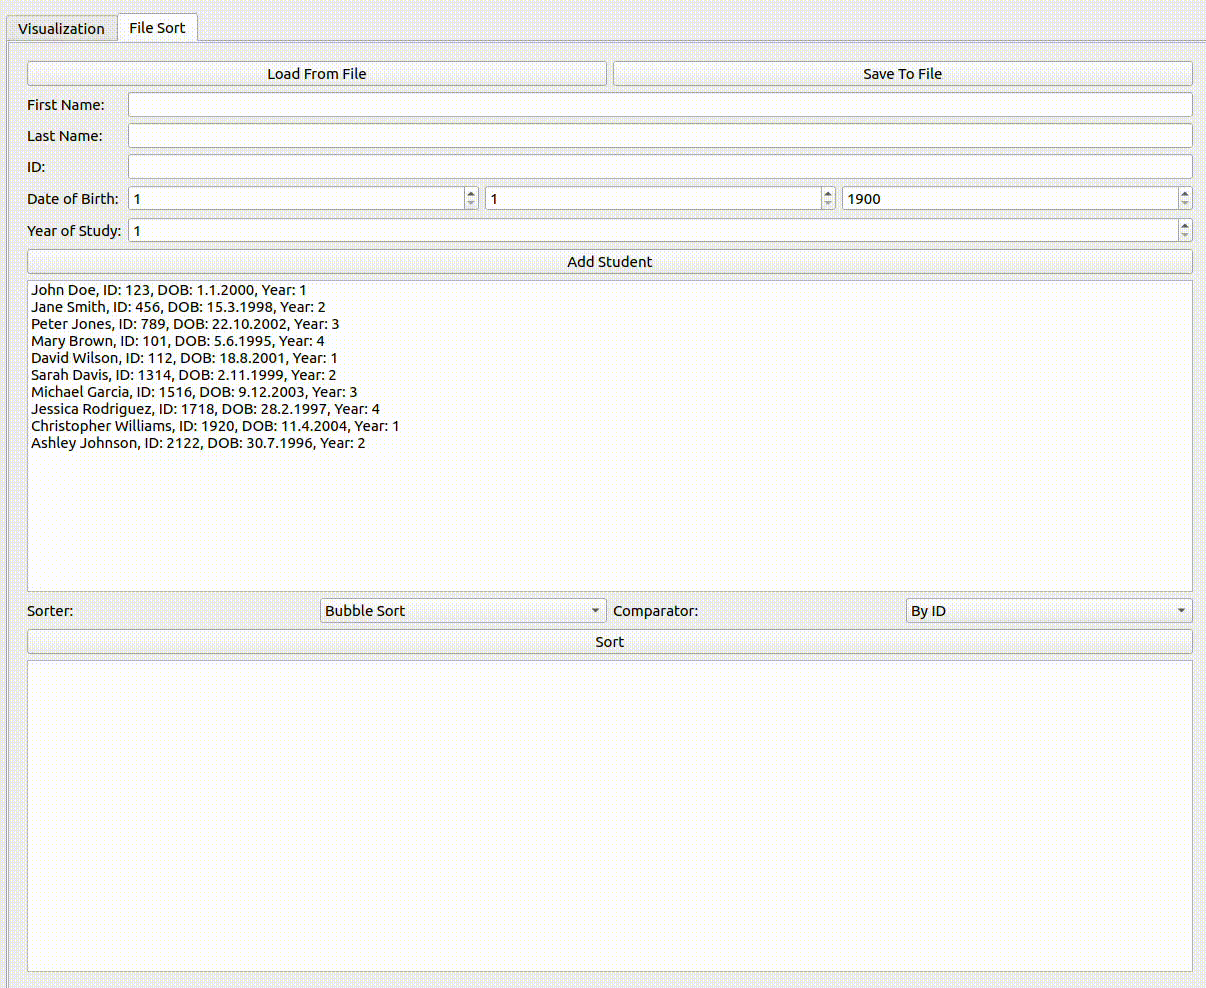 Visualization File Sort
Load From File Save To File
First Name:
Last Name:
ID:
Date of Birth: 1 1 1900
Year of Study: 1
Add Student
John Doe, ID: 123, DOB: 1.1.2000, Year: 1
Jane Smith, ID: 456, DOB: 15.3.1998, Year: 2
Peter Jones, ID: 789, DOB: 22.10.2002, Year: 3
Mary Brown, ID: 101, DOB: 5.6.1995, Year: 4
David Wilson, ID: 112, DOB: 18.8.2001, Year: 1
Sarah Davis, ID: 1314, DOB: 2.11.1999, Year: 2
Michael Garcia, ID: 1516, DOB: 9.12.2003, Year: 3
Jessica Rodriguez, ID: 1718, DOB: 28.2.1997, Year: 4
Christopher Williams, ID: 1920, DOB: 11.4.2004, Year: 1
Ashley Johnson, ID: 2122, DOB: 30.7.1996, Year: 2
Sorter: Bubble Sort Comparator: By ID
Sort